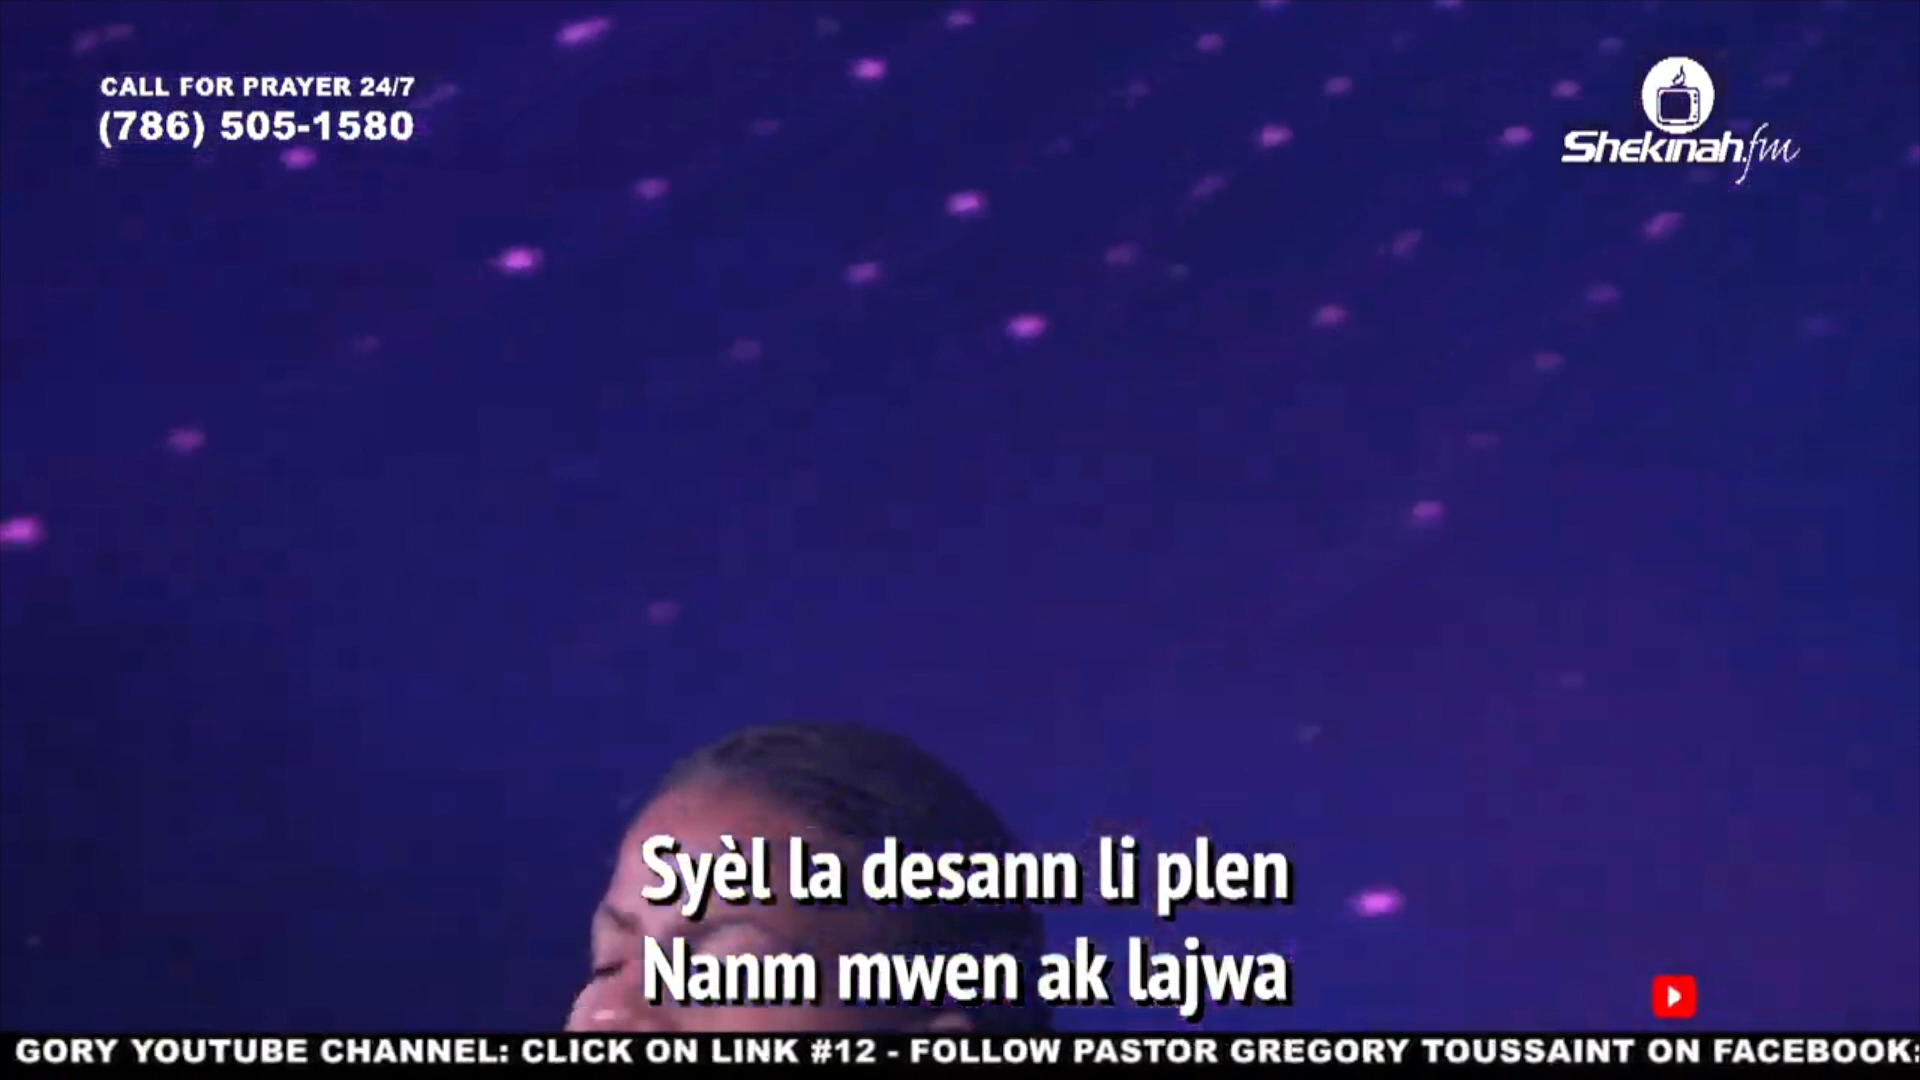 CALL FOR PRAYER 24/7
(786) 505-1580
Shekinah.fm
Syèl la desann li plen
Nanm mwen ak lajwa
GORY YOUTUBE CHANNEL: CLICK ON LINK #12 - FOLLOW PASTOR GREGORY TOUSSAINT ON FACEBOOK: